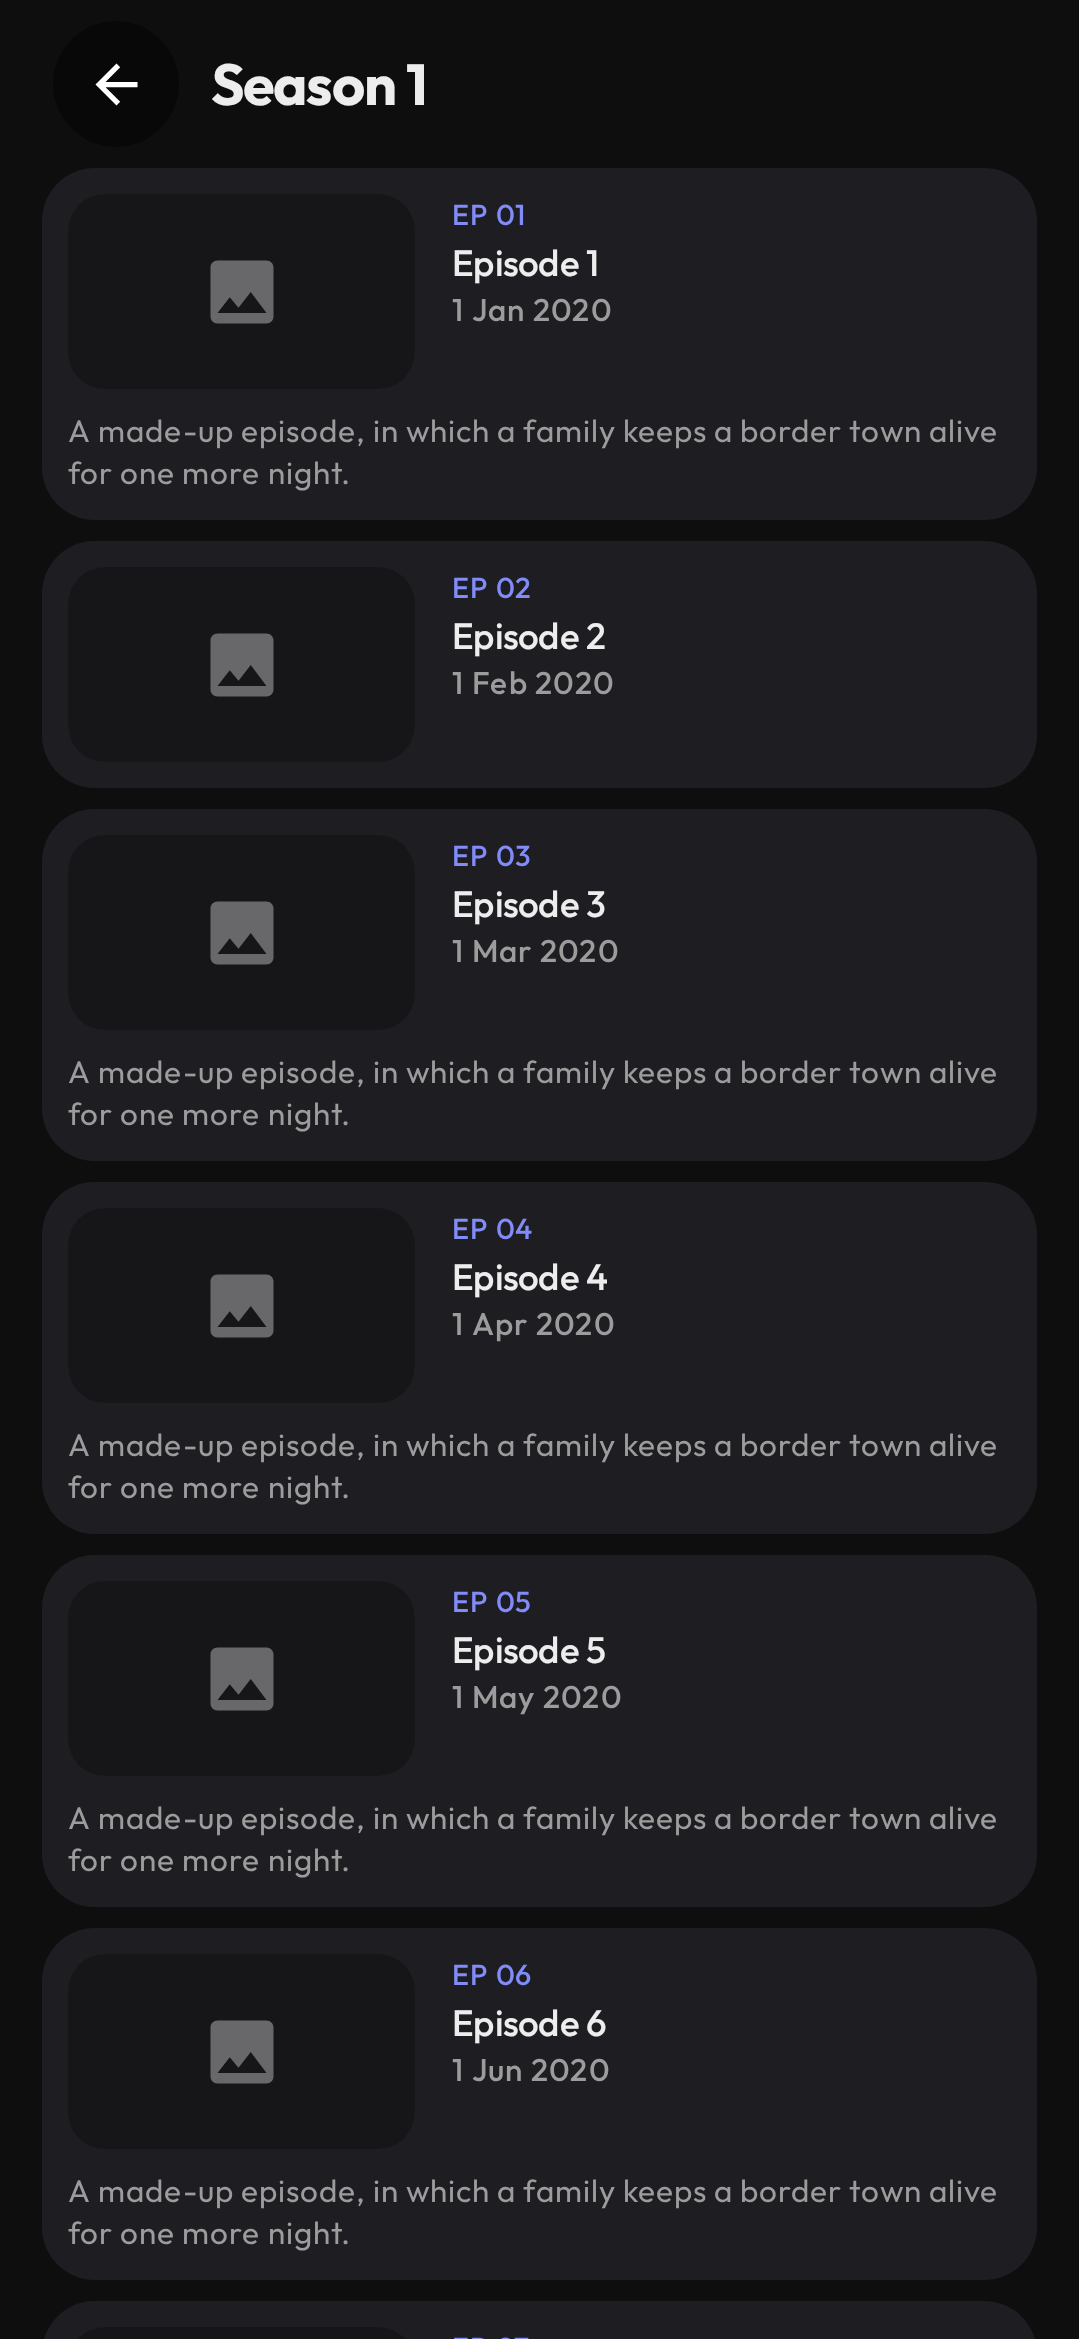 Season 1
EP 01
Episode 1
1 Jan 2020
A made-up episode, in which a family keeps a border town alive
for one more night.
EP 02
Episode 2
1 Feb 2020
EP 03
Episode 3
1 Mar 2020
A made-up episode, in which a family keeps a border town alive
for one more night.
EP 04
Episode 4
1 Apr 2020
A made-up episode, in which a family keeps a border town alive
for one more night.
EP 05
Episode 5
1 May 2020
A made-up episode, in which a family keeps a border town alive
for one more night.
EP 06
Episode 6
1 Jun 2020
A made-up episode, in which a family keeps a border town alive
for one more night.